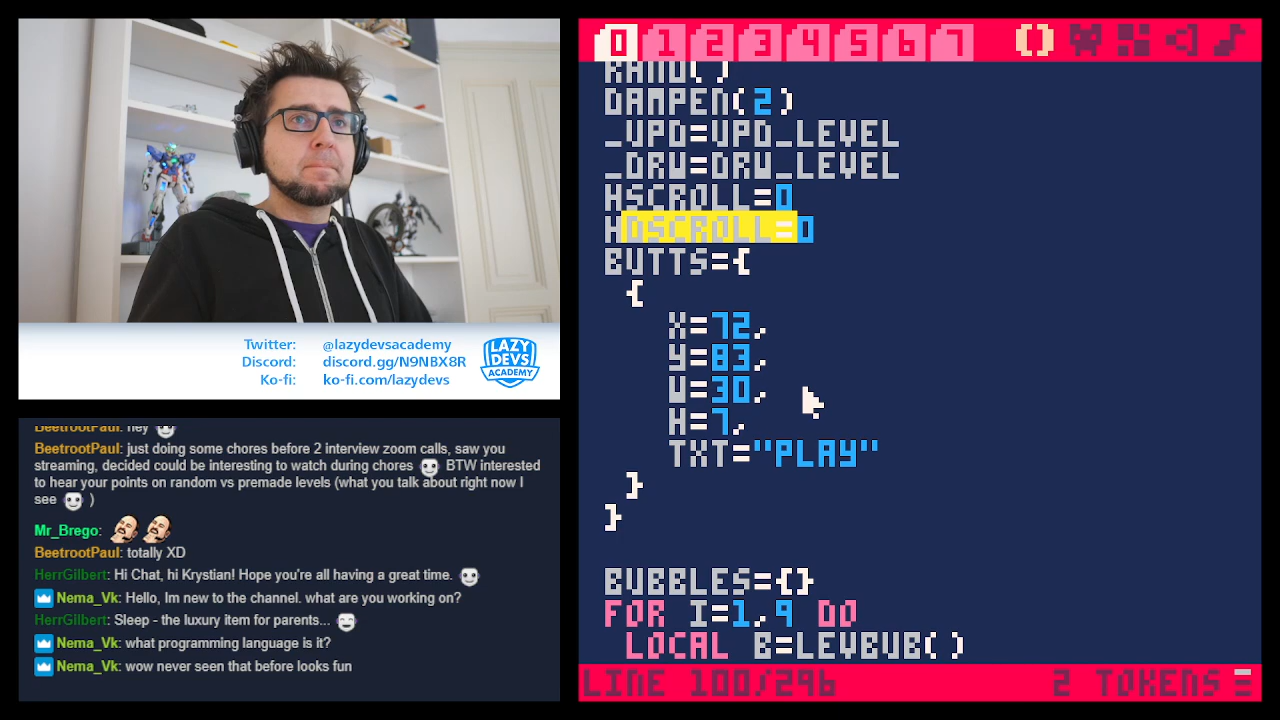 Twitter: @lazydevsacademy
Discord: discord.gg/N9NBX8R
Ko-fi: ko-fi.com/lazydevs
LAZY
DEVS
ACADEMY
BeetrootPaul: hey
BeetrootPaul: just doing some chores before 2 interview zoom calls, saw you
streaming, decided could be interesting to watch during chores BTW interested
to hear your points on random vs premade levels (what you talk about right now I
see )
Mr_Brego:
BeetrootPaul: totally XD
HerrGilbert: Hi Chat, hi Krystian! Hope you're all having a great time.
Nema_Vk: Hello, Im new to the channel. what are you working on?
HerrGilbert: Sleep - the luxury item for parents...
Nema_Vk: what programming language is it?
Nema_Vk: wow never seen that before looks fun
0 1 2 3 4 5 6 7 ()
RAND()
DAMPEN(2)
_UPD=UPD_LEVEL
_DRW=DRW_LEVEL
HSCROLL=0
HDSCROLL=0
BUTTS={
{
X=72,
Y=83,
W=30,
H=7,
TXT="PLAY"
}
}
BUBBLES={}
FOR I=1,9 DO
LOCAL B=LEVBUB()
LINE 100/296 2 TOKENS